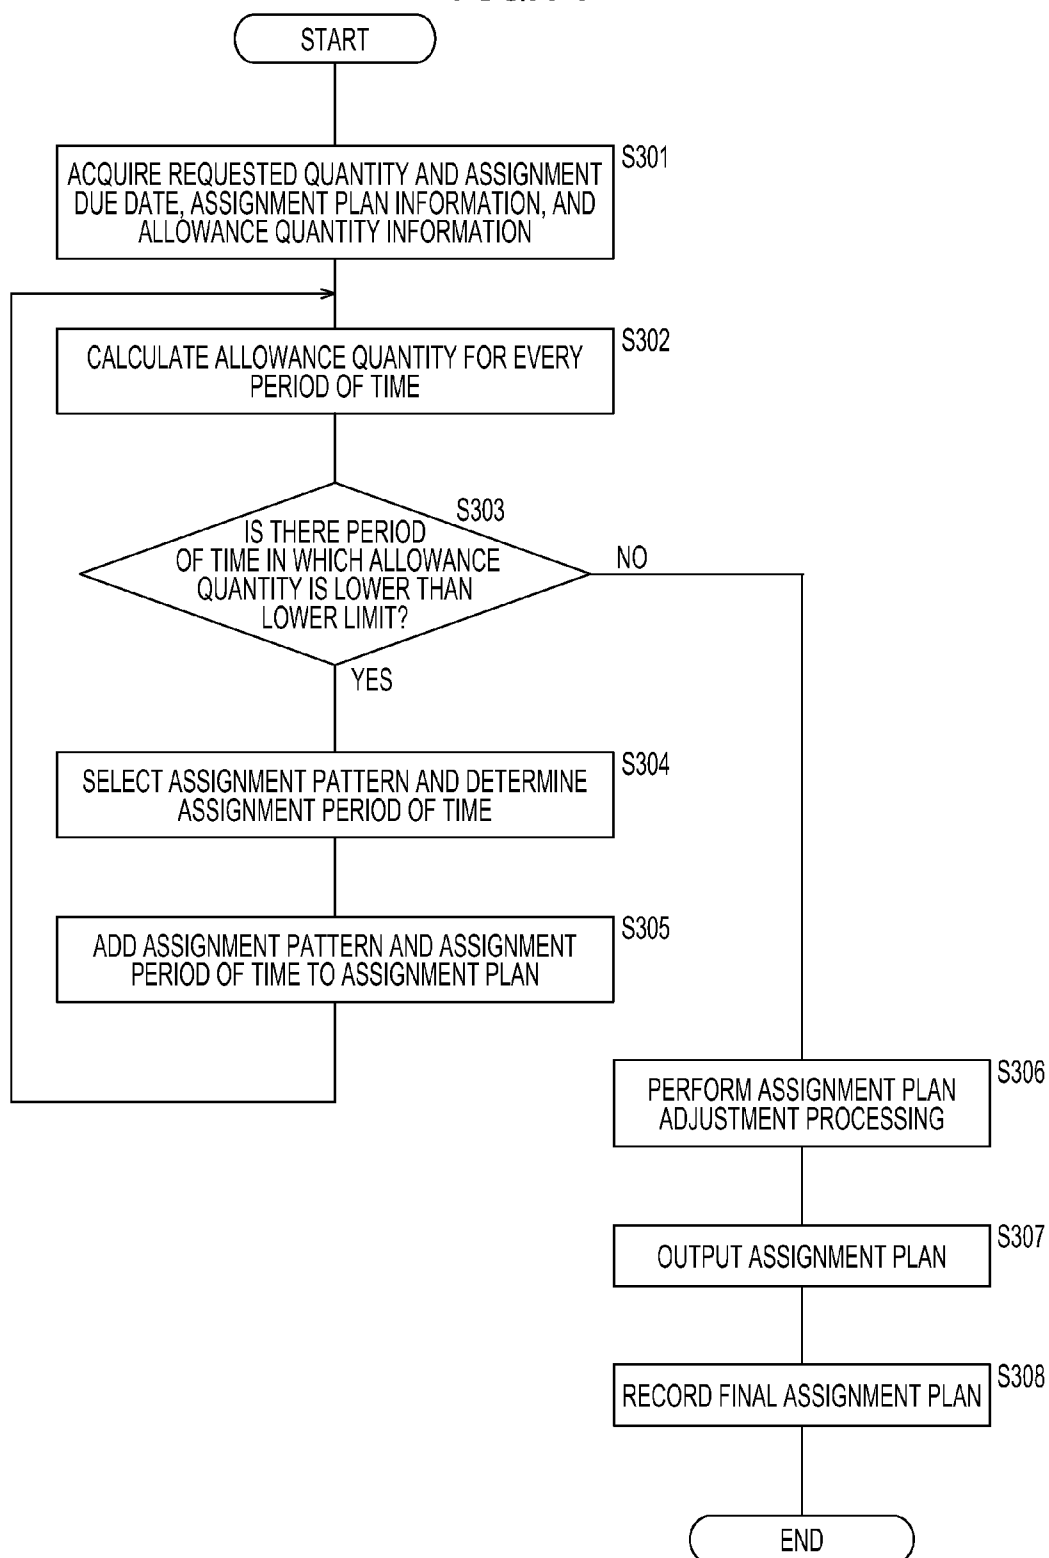 START
S301
ACQUIRE REQUESTED QUANTITY AND ASSIGNMENT
DUE DATE, ASSIGNMENT PLAN INFORMATION, AND
ALLOWANCE QUANTITY INFORMATION
S302
CALCULATE ALLOWANCE QUANTITY FOR EVERY
PERIOD OF TIME
S303
IS THERE PERIOD
OF TIME IN WHICH ALLOWANCE
QUANTITY IS LOWER THAN
LOWER LIMIT?
NO
YES
S304
SELECT ASSIGNMENT PATTERN AND DETERMINE
ASSIGNMENT PERIOD OF TIME
S305
ADD ASSIGNMENT PATTERN AND ASSIGNMENT
PERIOD OF TIME TO ASSIGNMENT PLAN
S306
PERFORM ASSIGNMENT PLAN
ADJUSTMENT PROCESSING
S307
OUTPUT ASSIGNMENT PLAN
S308
RECORD FINAL ASSIGNMENT PLAN
END